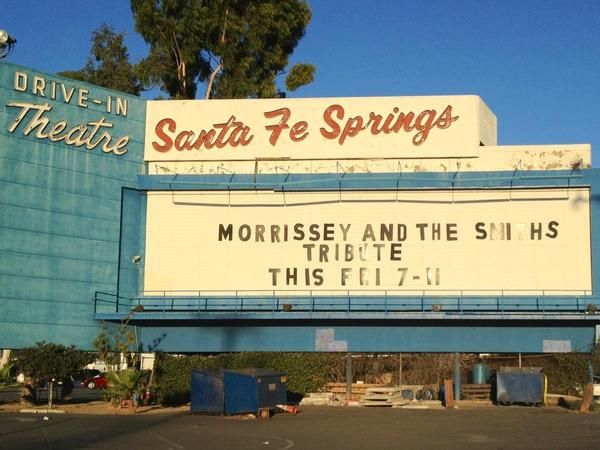 DRIVE-IN
Theatre
Santa Fe Springs
MORRISSEY AND THE SMITHS
TRIBUTE
THIS FRI 7-11